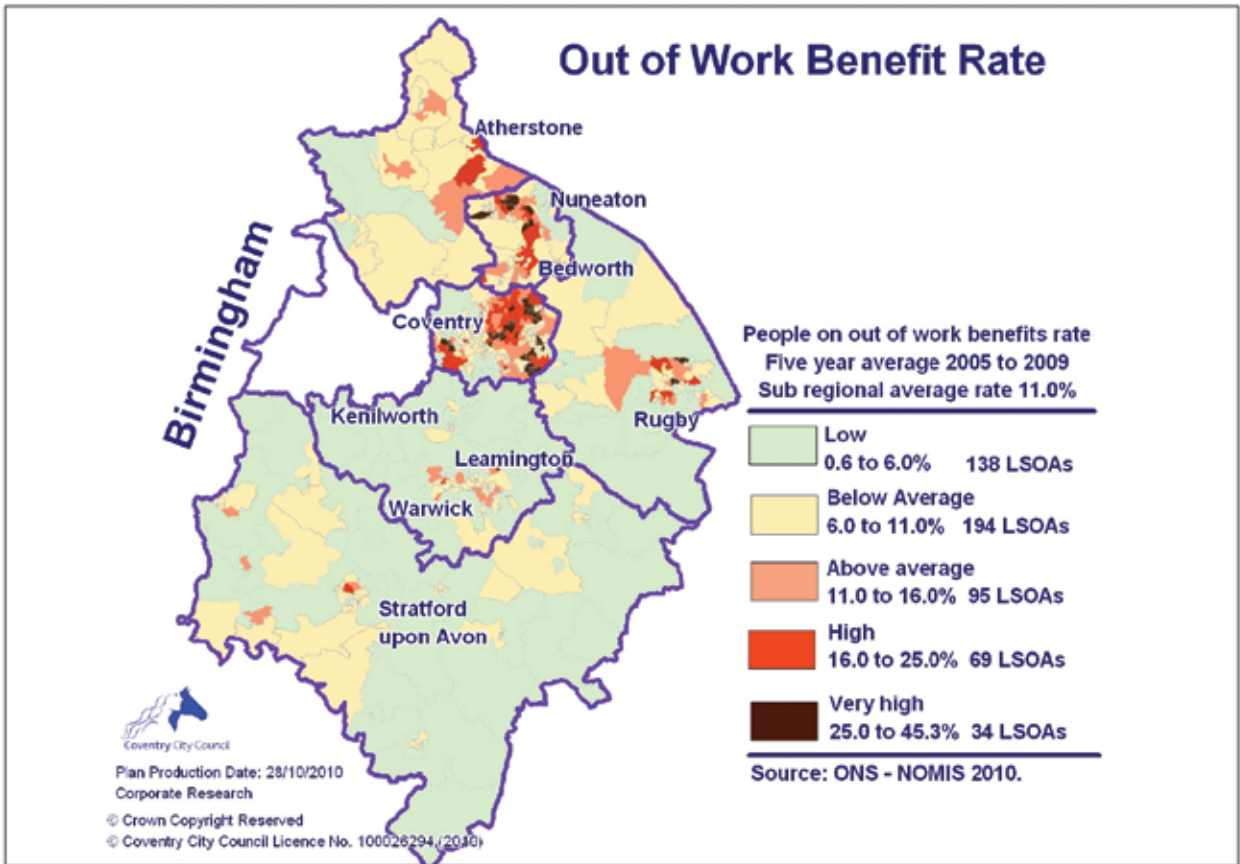 Out of Work Benefit Rate
Atherstone
Nuneaton
Birmingham
Bedworth
Coventry
People on out of work benefits rate
Five year average 2005 to 2009
Sub regional average rate 11.0%
Kenilworth
Rugby
Low
0.6 to 6.0% 138 LSOAs
Leamington
Warwick
Below Average
6.0 to 11.0% 194 LSOAs
Above average
11.0 to 16.0% 95 LSOAs
Stratford
upon Avon
High
16.0 to 25.0% 69 LSOAs
Very high
25.0 to 45.3% 34 LSOAs
Source: ONS - NOMIS 2010.
Coventry City Council
Plan Production Date: 28/10/2010
Corporate Research
© Crown Copyright Reserved
© Coventry City Council Licence No. 100026294 (2010)